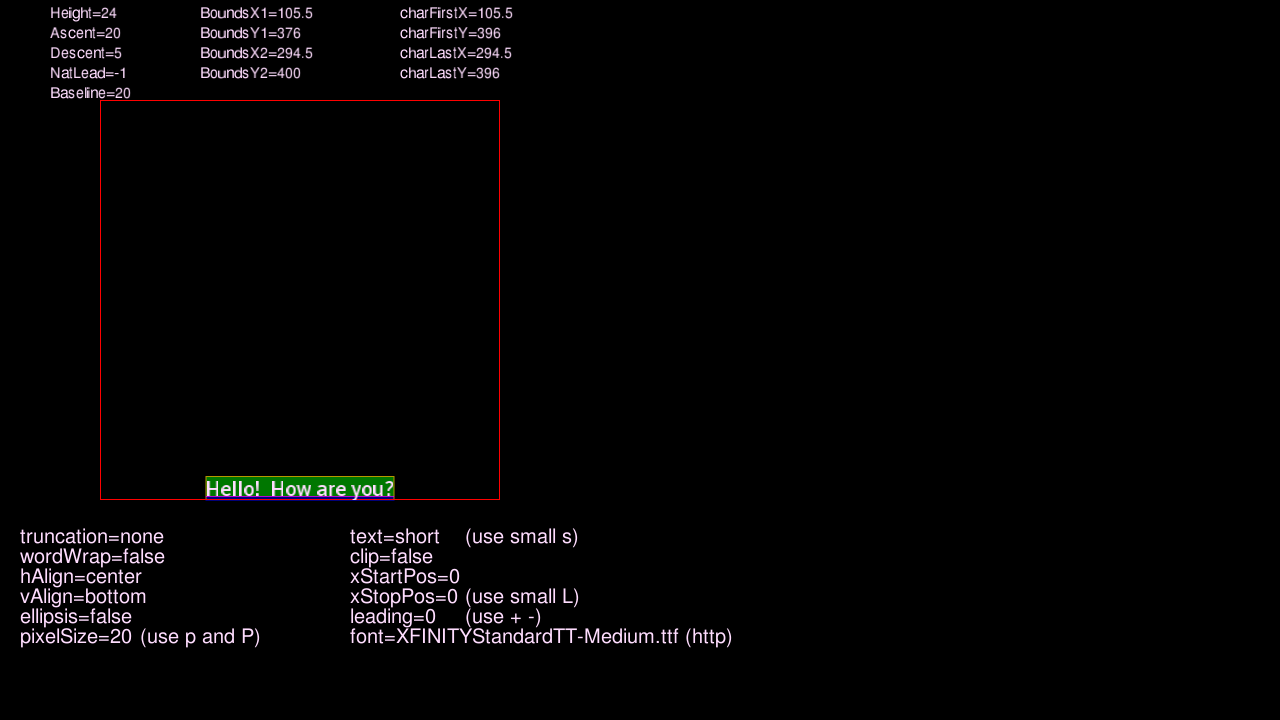 Height=24
Ascent=20
Descent=5
NatLead=-1
Baseline=20
BoundsX1=105.5
BoundsY1=376
BoundsX2=294.5
BoundsY2=400
charFirstX=105.5
charFirstY=396
charLastX=294.5
charLastY=396
Hello!  How are you?
truncation=none
wordWrap=false
hAlign=center
vAlign=bottom
ellipsis=false
pixelSize=20 (use p and P)
text=short (use small s)
clip=false
xStartPos=0
xStopPos=0 (use small L)
leading=0 (use + -)
font=XFINITYStandardTT-Medium.ttf (http)